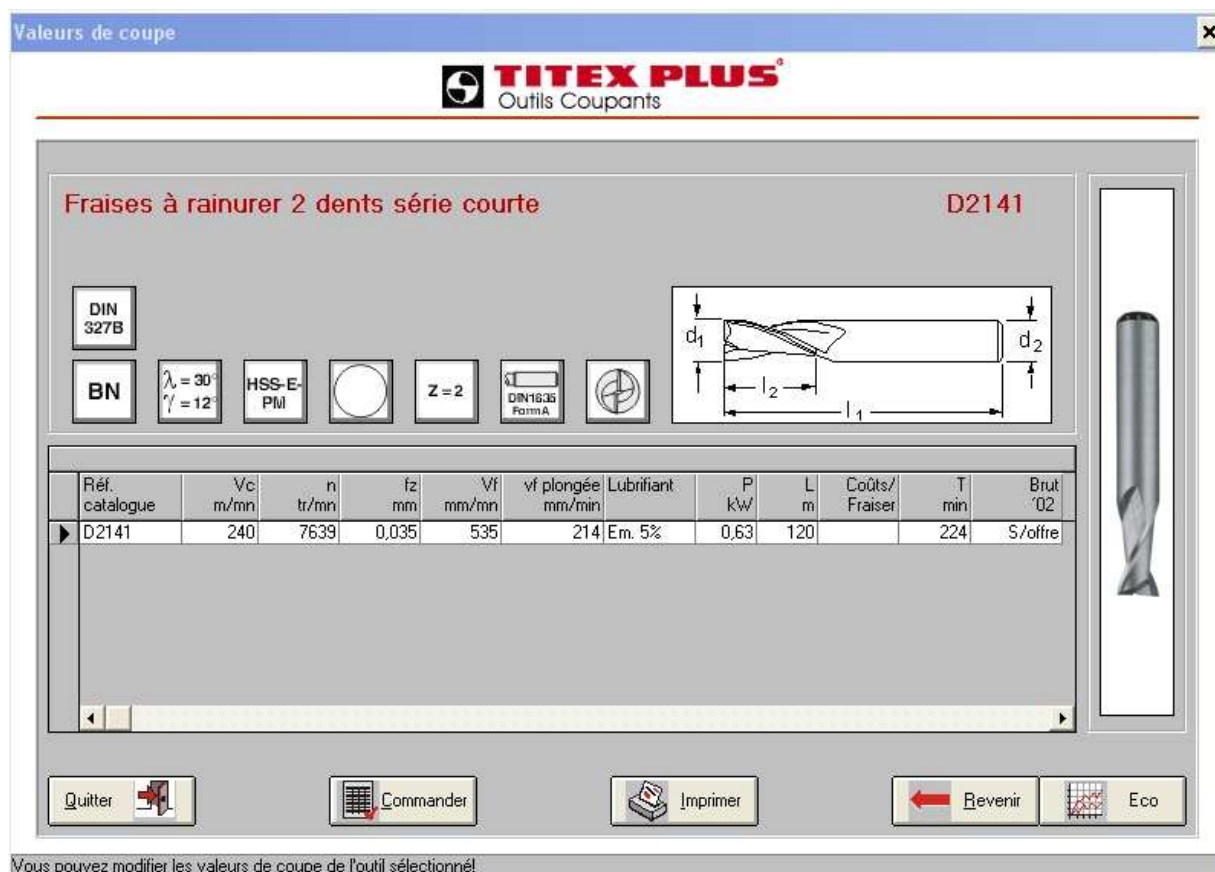 Valeurs de coupe
TITEX PLUS
Outils Coupants
Fraises à rainurer 2 dents série courte D2141
DIN
327B
BN
λ = 30°
γ = 12°
HSS-E-
PM
Z = 2
DIN1835
Form A
d1
d2
l2
l1
Réf. Vc n fz Vf vf plongée Lubrifiant P L Coûts/ T Brut
catalogue m/mn tr/mn mm mm/mn mm/min kW m Fraiser min '02
D2141 240 7639 0,035 535 214 Em. 5% 0,63 120 224 S/offre
Quitter
Commander
Imprimer
Revenir
Eco
Vous pouvez modifier les valeurs de coupe de l'outil sélectionné!